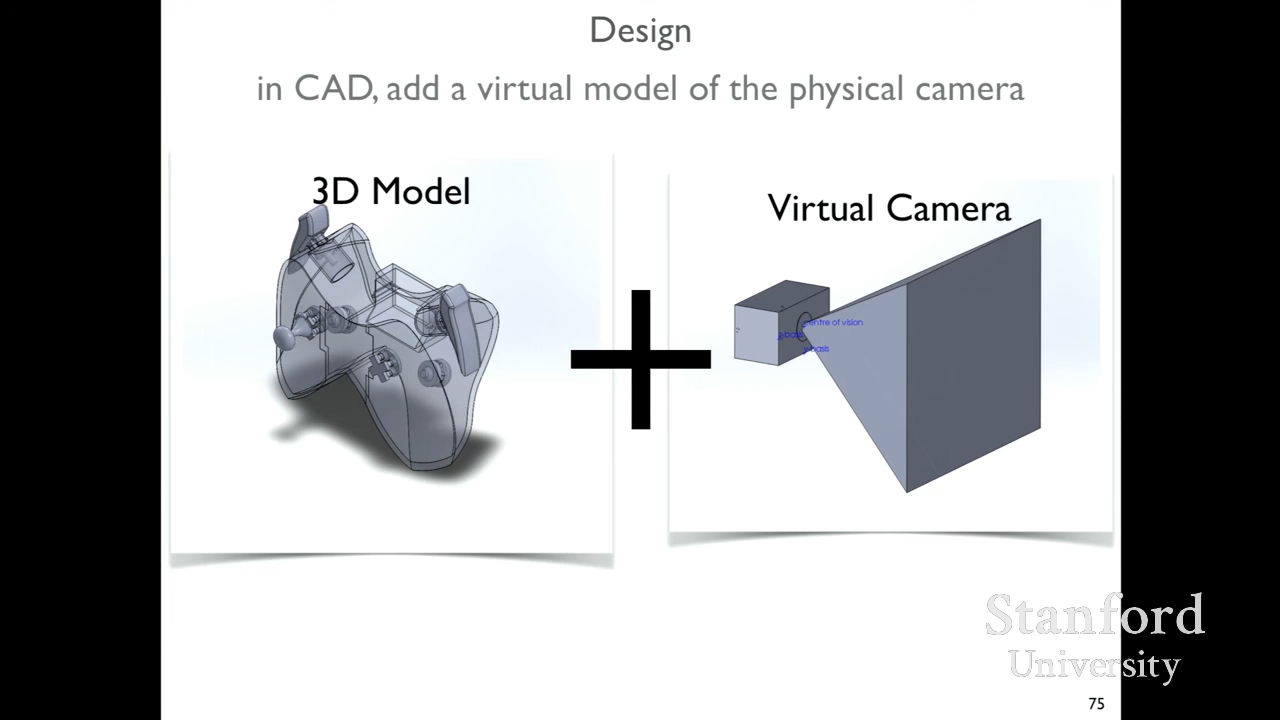 Design
in CAD, add a virtual model of the physical camera
3D Model
Virtual Camera
centre of vision
Stanford
University
75